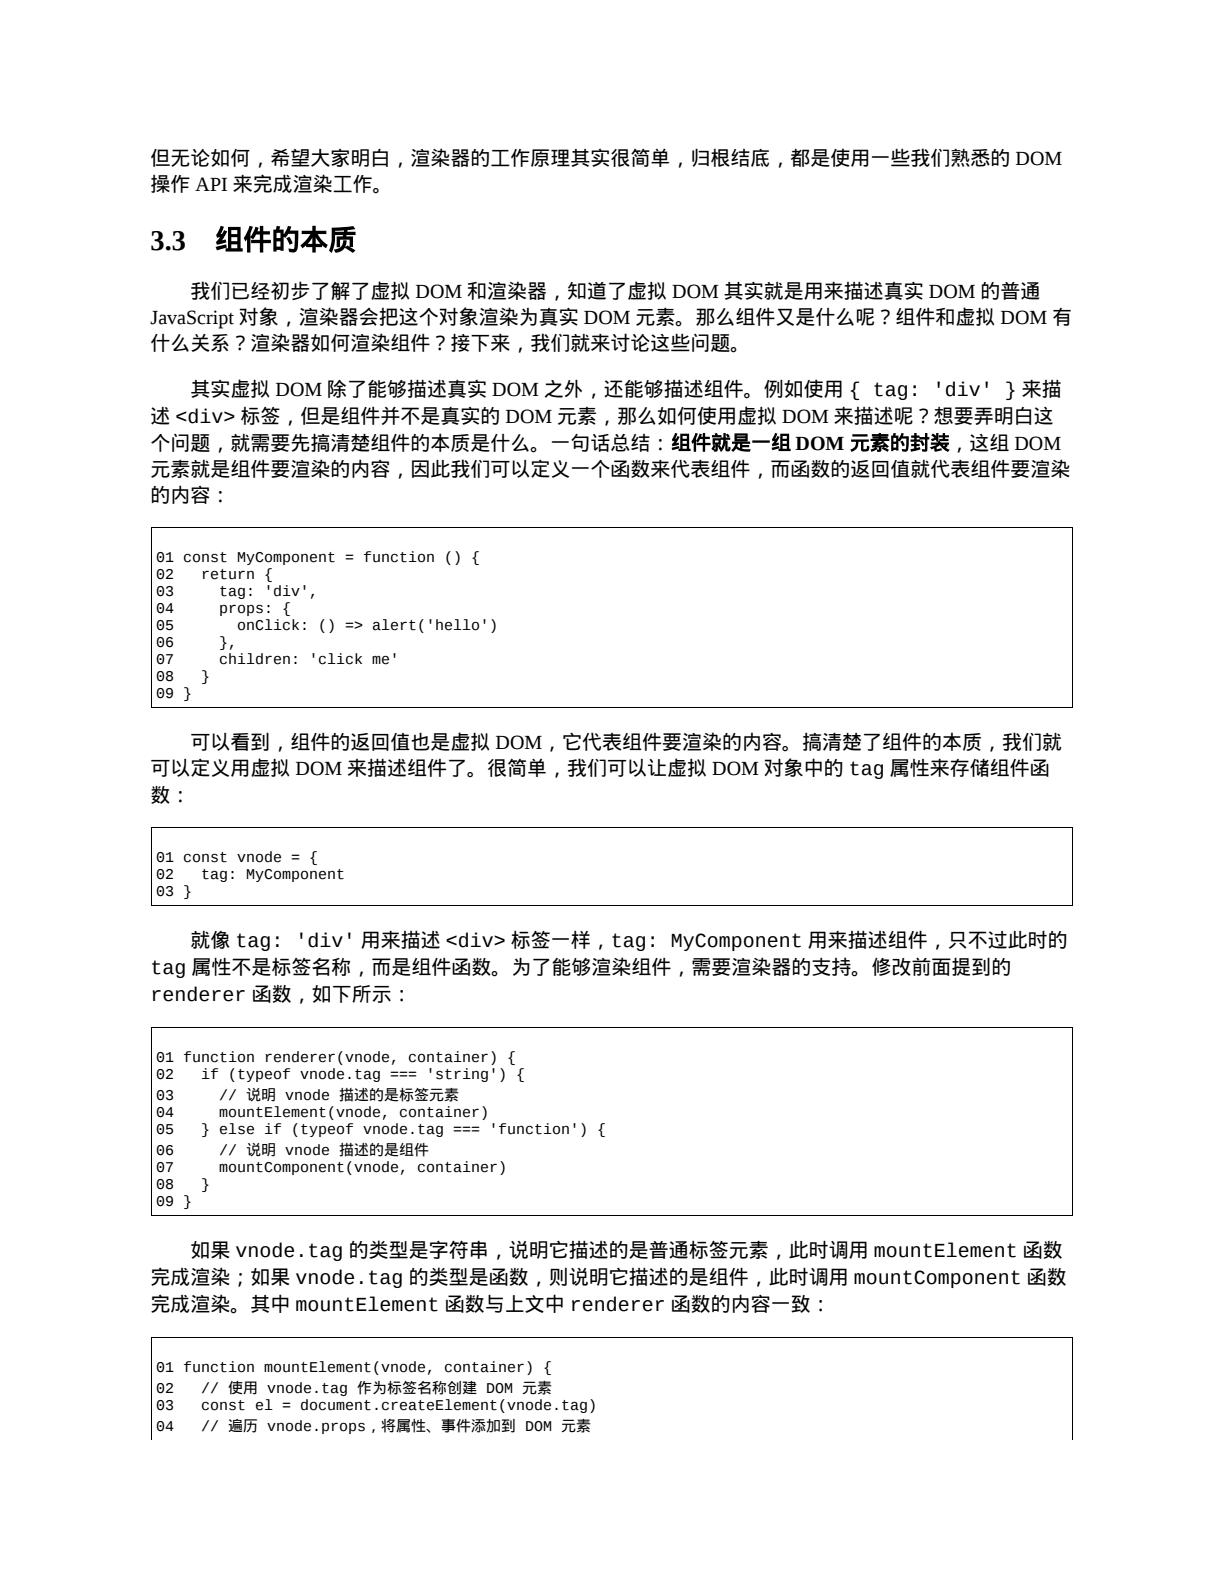 但无论如何，希望大家明白，渲染器的工作原理其实很简单，归根结底，都是使用一些我们熟悉的 DOM
操作 API 来完成渲染工作。
3.3 组件的本质
我们已经初步了解了虚拟 DOM 和渲染器，知道了虚拟 DOM 其实就是用来描述真实 DOM 的普通
JavaScript 对象，渲染器会把这个对象渲染为真实 DOM 元素。那么组件又是什么呢？组件和虚拟 DOM 有
什么关系？渲染器如何渲染组件？接下来，我们就来讨论这些问题。
其实虚拟 DOM 除了能够描述真实 DOM 之外，还能够描述组件。例如使用 { tag: 'div' } 来描
述 <div> 标签，但是组件并不是真实的 DOM 元素，那么如何使用虚拟 DOM 来描述呢？想要弄明白这
个问题，就需要先搞清楚组件的本质是什么。一句话总结：组件就是一组 DOM 元素的封装，这组 DOM
元素就是组件要渲染的内容，因此我们可以定义一个函数来代表组件，而函数的返回值就代表组件要渲染
的内容：
01 const MyComponent = function () {
02   return {
03     tag: 'div',
04     props: {
05       onClick: () => alert('hello')
06     },
07     children: 'click me'
08   }
09 }
可以看到，组件的返回值也是虚拟 DOM，它代表组件要渲染的内容。搞清楚了组件的本质，我们就
可以定义用虚拟 DOM 来描述组件了。很简单，我们可以让虚拟 DOM 对象中的 tag 属性来存储组件函
数：
01 const vnode = {
02   tag: MyComponent
03 }
就像 tag: 'div' 用来描述 <div> 标签一样，tag: MyComponent 用来描述组件，只不过此时的
tag 属性不是标签名称，而是组件函数。为了能够渲染组件，需要渲染器的支持。修改前面提到的
renderer 函数，如下所示：
01 function renderer(vnode, container) {
02   if (typeof vnode.tag === 'string') {
03     // 说明 vnode 描述的是标签元素
04     mountElement(vnode, container)
05   } else if (typeof vnode.tag === 'function') {
06     // 说明 vnode 描述的是组件
07     mountComponent(vnode, container)
08   }
09 }
如果 vnode.tag 的类型是字符串，说明它描述的是普通标签元素，此时调用 mountElement 函数
完成渲染；如果 vnode.tag 的类型是函数，则说明它描述的是组件，此时调用 mountComponent 函数
完成渲染。其中 mountElement 函数与上文中 renderer 函数的内容一致：
01 function mountElement(vnode, container) {
02   // 使用 vnode.tag 作为标签名称创建 DOM 元素
03   const el = document.createElement(vnode.tag)
04   // 遍历 vnode.props，将属性、事件添加到 DOM 元素